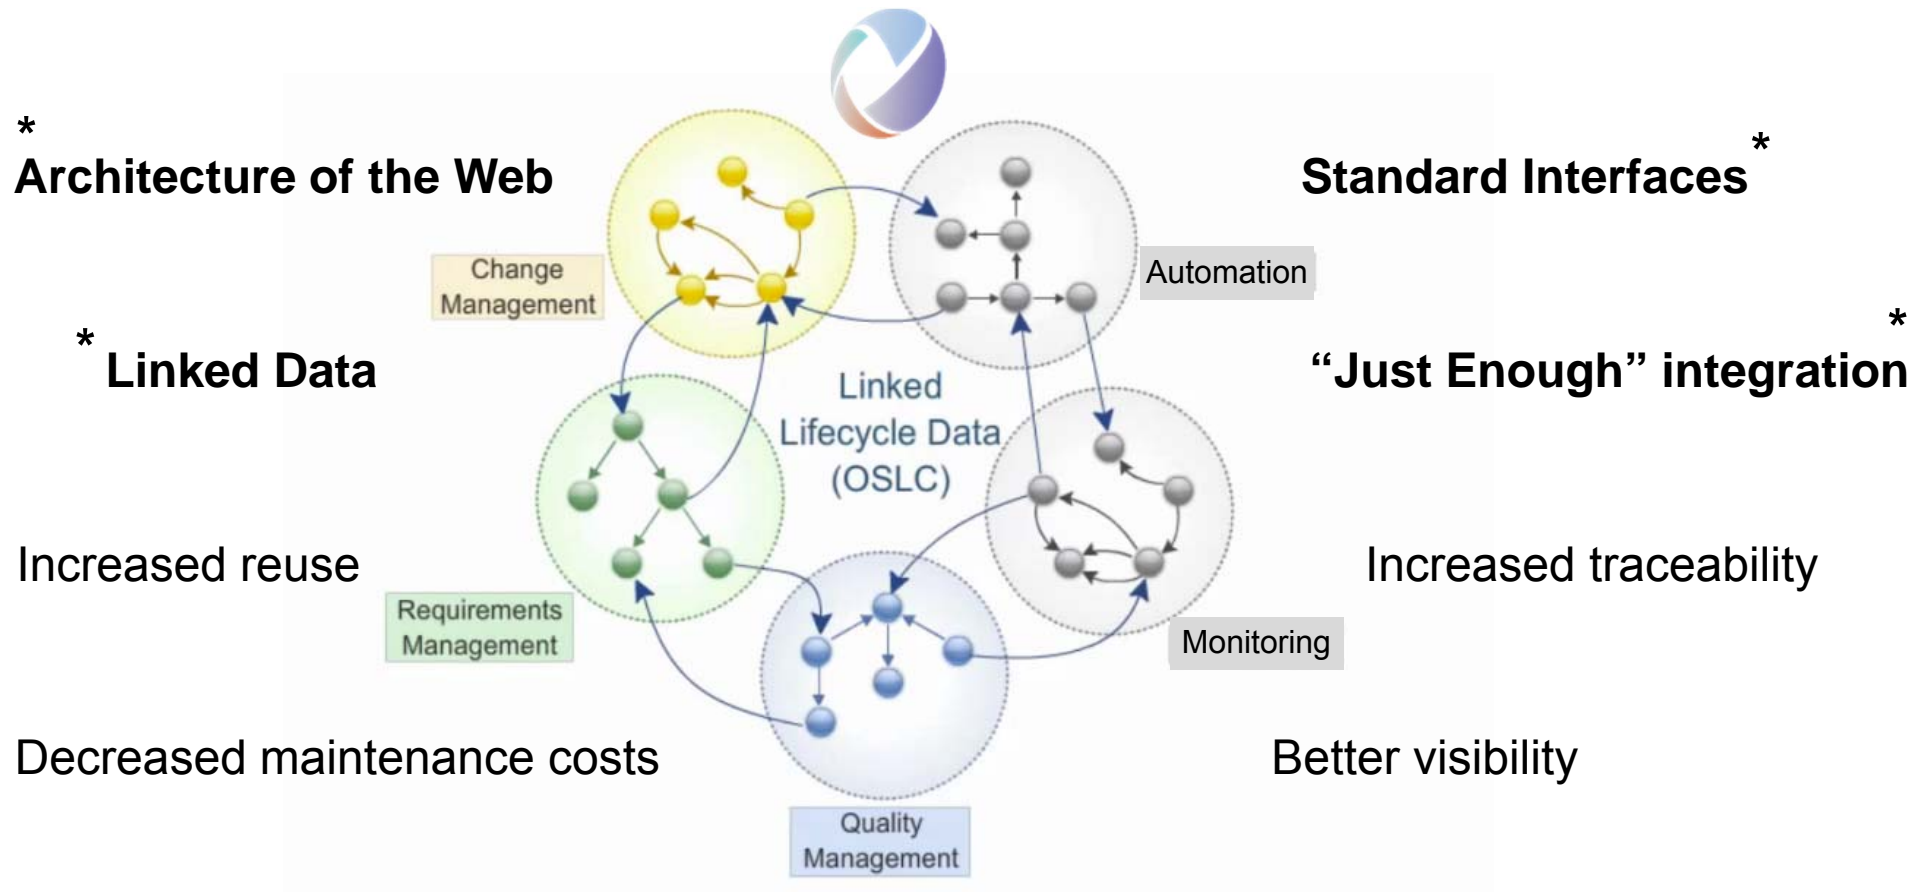 *
Architecture of the Web
Standard Interfaces*
Change
Management
Automation
* Linked Data
*
“Just Enough” integration
Linked
Lifecycle Data
(OSLC)
Increased reuse
Increased traceability
Requirements
Management
Monitoring
Decreased maintenance costs
Better visibility
Quality
Management